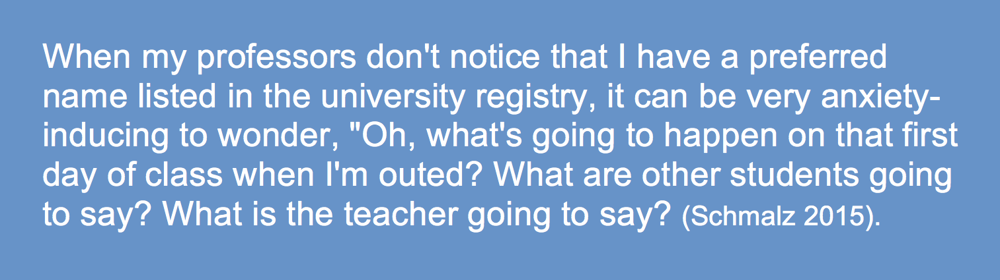 When my professors don't notice that I have a preferred
name listed in the university registry, it can be very anxiety-
inducing to wonder, "Oh, what's going to happen on that first
day of class when I'm outed? What are other students going
to say? What is the teacher going to say? (Schmalz 2015).